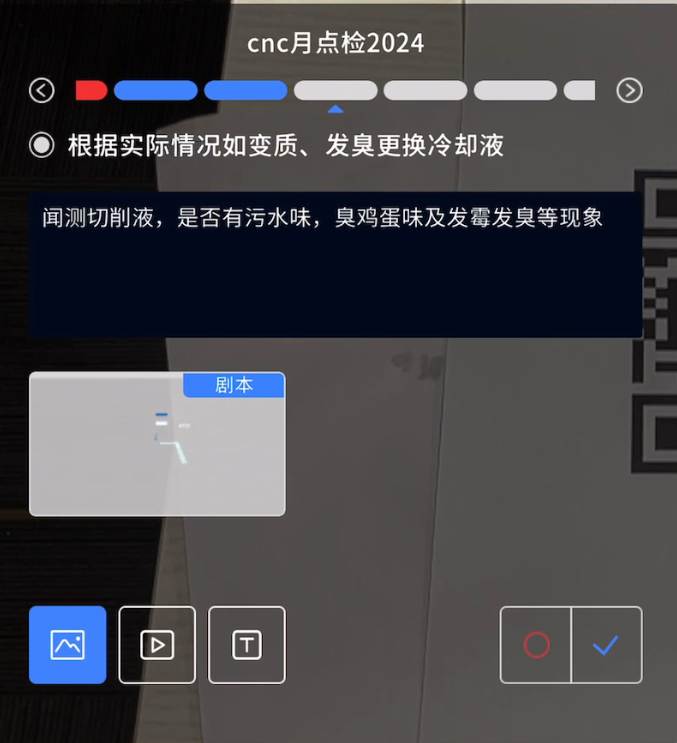 cnc月点检2024
根据实际情况如变质、发臭更换冷却液
闻测切削液，是否有污水味，臭鸡蛋味及发霉发臭等现象
剧本